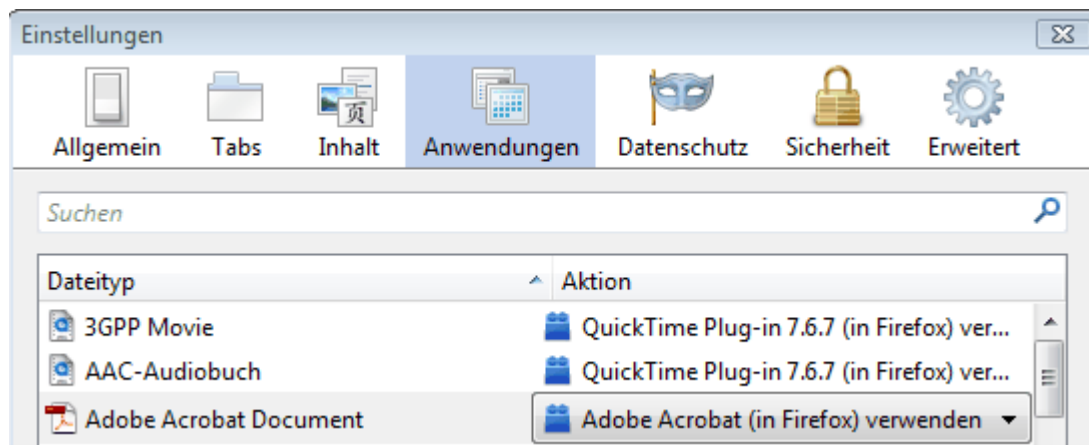 Einstellungen
Allgemein Tabs Inhalt Anwendungen Datenschutz Sicherheit Erweitert
Suchen
Dateityp Aktion
3GPP Movie QuickTime Plug-in 7.6.7 (in Firefox) ver...
AAC-Audiobuch QuickTime Plug-in 7.6.7 (in Firefox) ver...
Adobe Acrobat Document Adobe Acrobat (in Firefox) verwenden